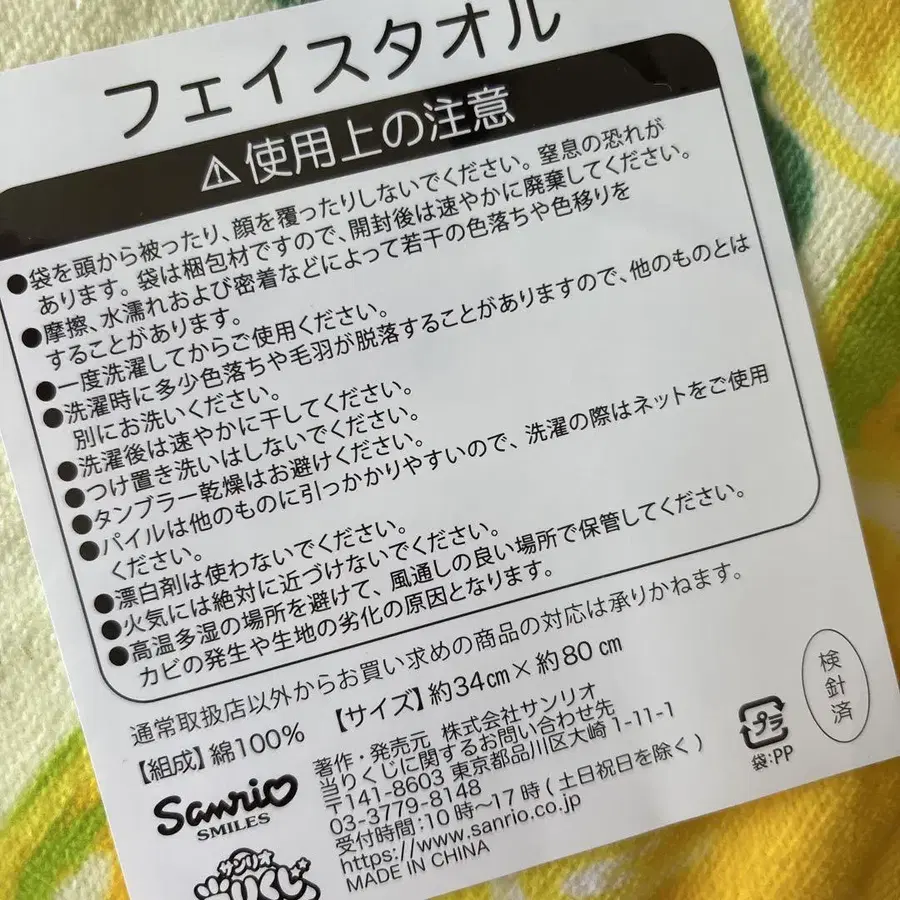 フェイスタオル
⚠使用上の注意
●袋を頭から被ったり、顔を覆ったりしないでください。窒息の恐れが
あります。袋は梱包材ですので、開封後は速やかに廃棄してください。
●摩擦、水濡れおよび密着などによって若干の色落ちや色移りを
することがあります。
●一度洗濯してからご使用ください。
●洗濯時に多少色落ちや毛羽が脱落することがありますので、他のものとは
別にお洗いください。
●洗濯後は速やかに干してください。
●つけ置き洗いはしないでください。
●タンブラー乾燥はお避けください。
●パイルは他のものに引っかかりやすいので、洗濯の際はネットをご使用
ください。
●漂白剤は使わないでください。
●火気には絶対に近づけないでください。
●高温多湿の場所を避けて、風通しの良い場所で保管してください。
カビの発生や生地の劣化の原因となります。
通常取扱店以外からお買い求めの商品の対応は承りかねます。
【組成】綿100% 【サイズ】約34cm×約80cm
Sanrio
SMILES
サンリオ
当りくじ
著作・発売元 株式会社サンリオ
当りくじに関するお問い合わせ先
〒141-8603 東京都品川区大崎1-11-1
03-3779-8148
受付時間:10時〜17時(土日祝日を除く)
https://www.sanrio.co.jp
MADE IN CHINA
プラ
袋:PP
検針済